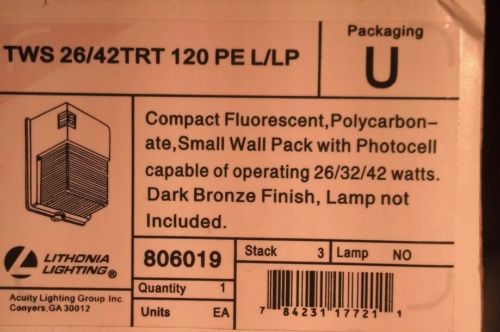 TWS 26/42TRT 120 PE L/LP
Packaging
U
Compact Fluorescent,Polycarbon-
ate,Small Wall Pack with Photocell
capable of operating 26/32/42 watts.
Dark Bronze Finish, Lamp not
Included.
LITHONIA
LIGHTING®
Acuity Lighting Group Inc.
Conyers,GA 30012
806019
Quantity 1
Units EA
Stack 3
Lamp NO
7 84231 17721 1